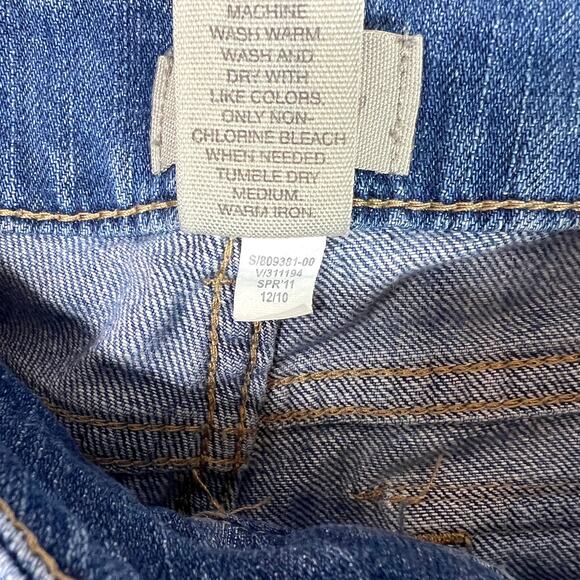 MACHINE
WASH WARM.
WASH AND
DRY WITH
LIKE COLORS.
ONLY NON-
CHLORINE BLEACH
WHEN NEEDED
TUMBLE DRY
MEDIUM.
WARM IRON.
S/809381-00
V/311194
SPR'11
12/10